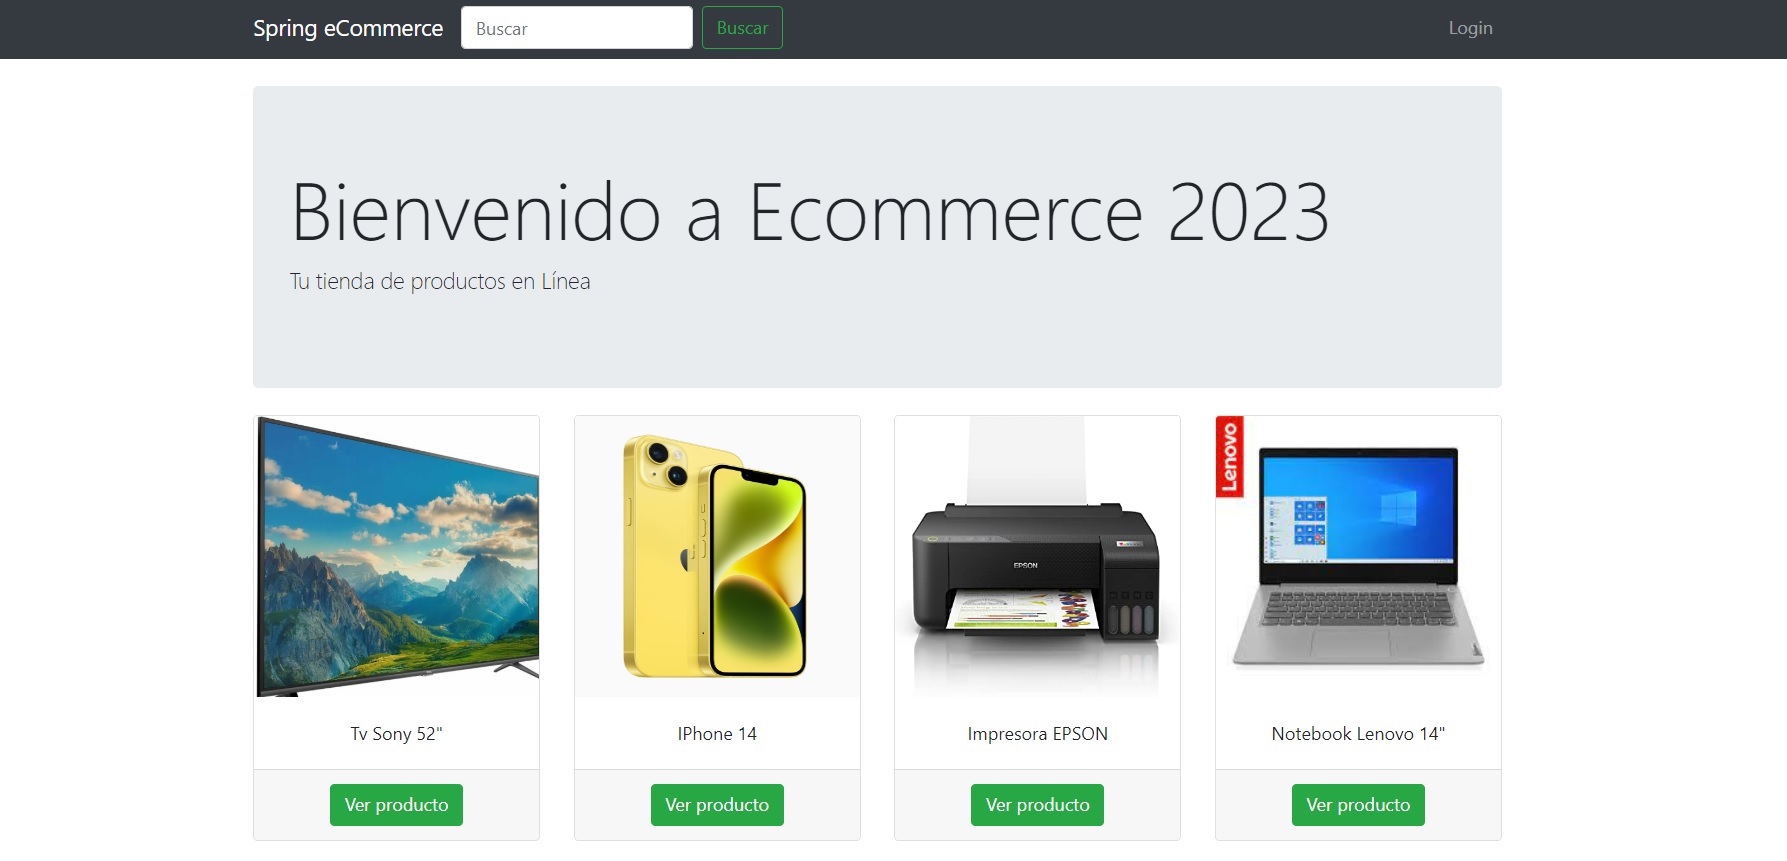 Spring eCommerce Buscar Buscar Login
Bienvenido a Ecommerce 2023
Tu tienda de productos en Línea
Lenovo
EPSON
Tv Sony 52"
IPhone 14
Impresora EPSON
Notebook Lenovo 14"
Ver producto
Ver producto
Ver producto
Ver producto